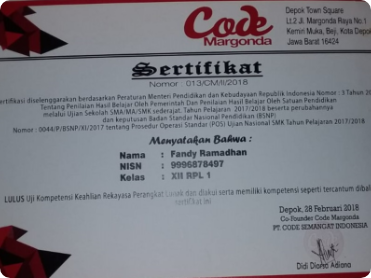 Code
Margonda
Depok Town Square
Lt.2 Jl. Margonda Raya No.1
Kemiri Muka, Beji, Kota Depok
Jawa Barat 16424
Sertifikat
Nomor : 013/CM/II/2018
ertifikasi diselenggarakan berdasarkan Peraturan Menteri Pendidikan dan Kebudayaan Republik Indonesia Nomor : 3 Tahun 20
Tentang Penilaian Hasil Belajar Oleh Pemerintah Dan Penilaian Hasil Belajar Oleh Satuan Pendidikan
melalui Ujian Sekolah SMA/MA/SMK sederajat, Tahun Pelajaran 2017/2018 beserta perubahannya
dan keputusan Badan Standar Nasional Pendidikan (BSNP)
Nomor : 0044/P/BSNP/XI/2017 tentang Prosedur Operasi Standar (POS) Ujian Nasional SMK Tahun Pelajaran 2017/2018
Menyatakan Bahwa :
Nama : Fandy Ramadhan
NISN : 9996878497
Kelas : XII RPL 1
LULUS Uji Kompetensi Keahlian Rekayasa Perangkat Lunak dan diakui serta memiliki kompetensi seperti tercantum dibal
sertifikat ini
Depok, 28 Februari 2018
Co-Founder Code Margonda
PT. CODE SEMANGAT INDONESIA
Didi Diarsa Adiana